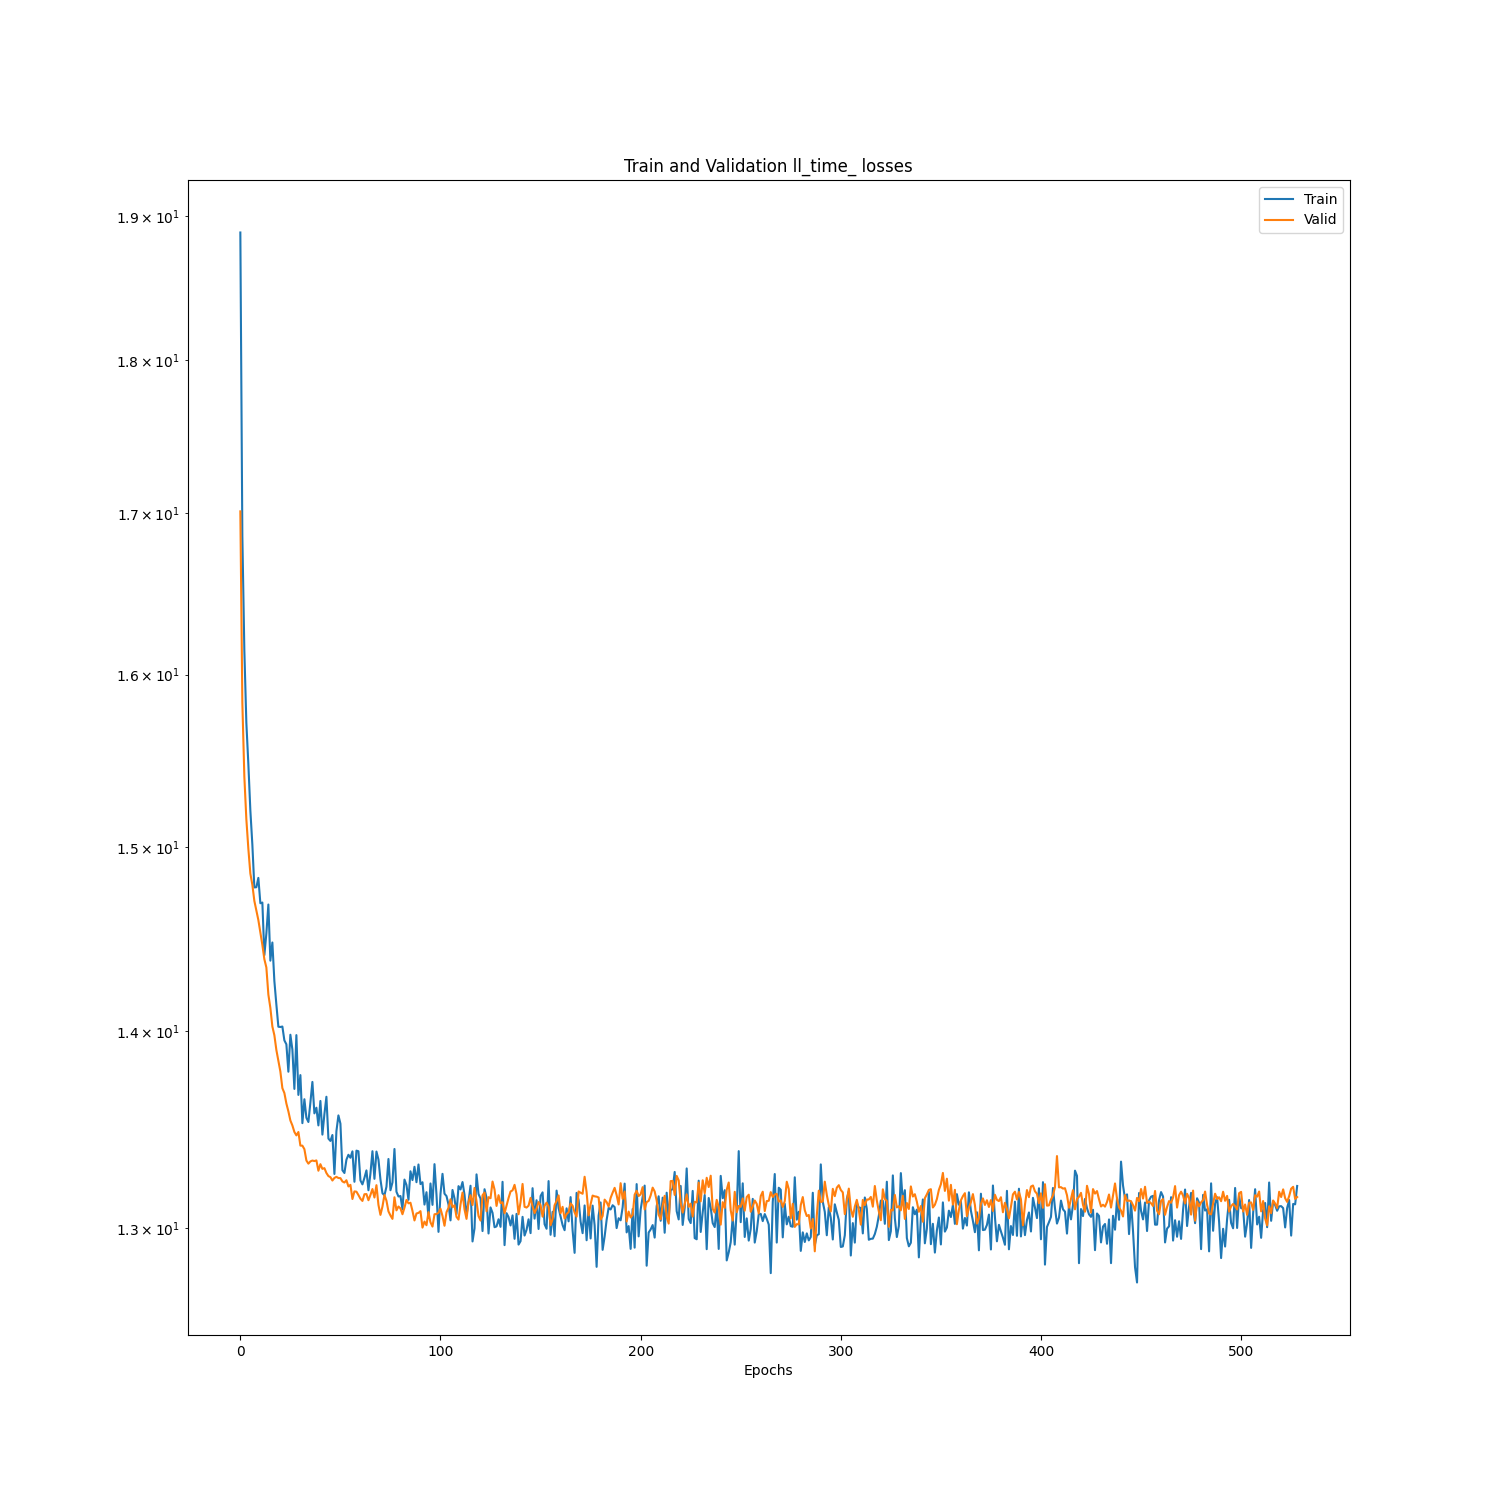 Train and Validation ll_time_ losses
Train
Valid
1.9 × 10¹
1.8 × 10¹
1.7 × 10¹
1.6 × 10¹
1.5 × 10¹
1.4 × 10¹
1.3 × 10¹
0 100 200 300 400 500
Epochs